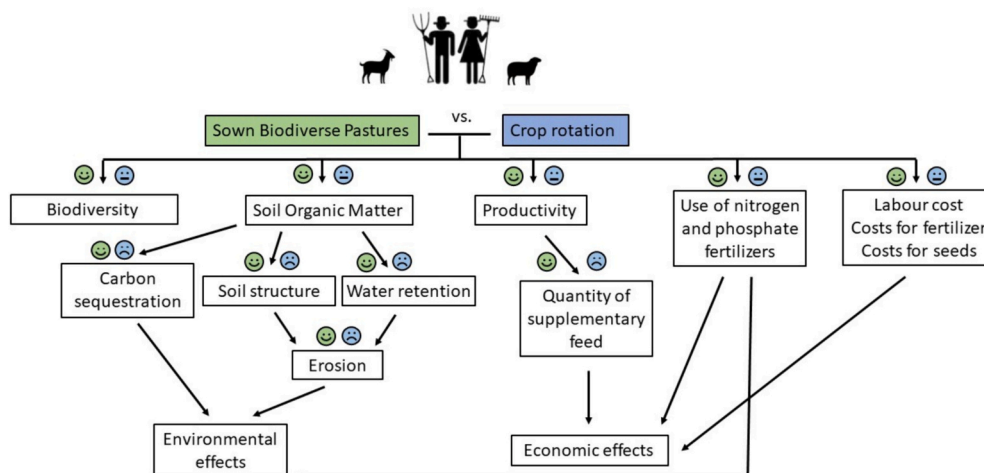 vs.
Sown Biodiverse Pastures
Crop rotation
Biodiversity
Soil Organic Matter
Productivity
Use of nitrogen
and phosphate
fertilizers
Labour cost
Costs for fertilizer
Costs for seeds
Carbon
sequestration
Soil structure
Water retention
Quantity of
supplementary
feed
Erosion
Environmental
effects
Economic effects